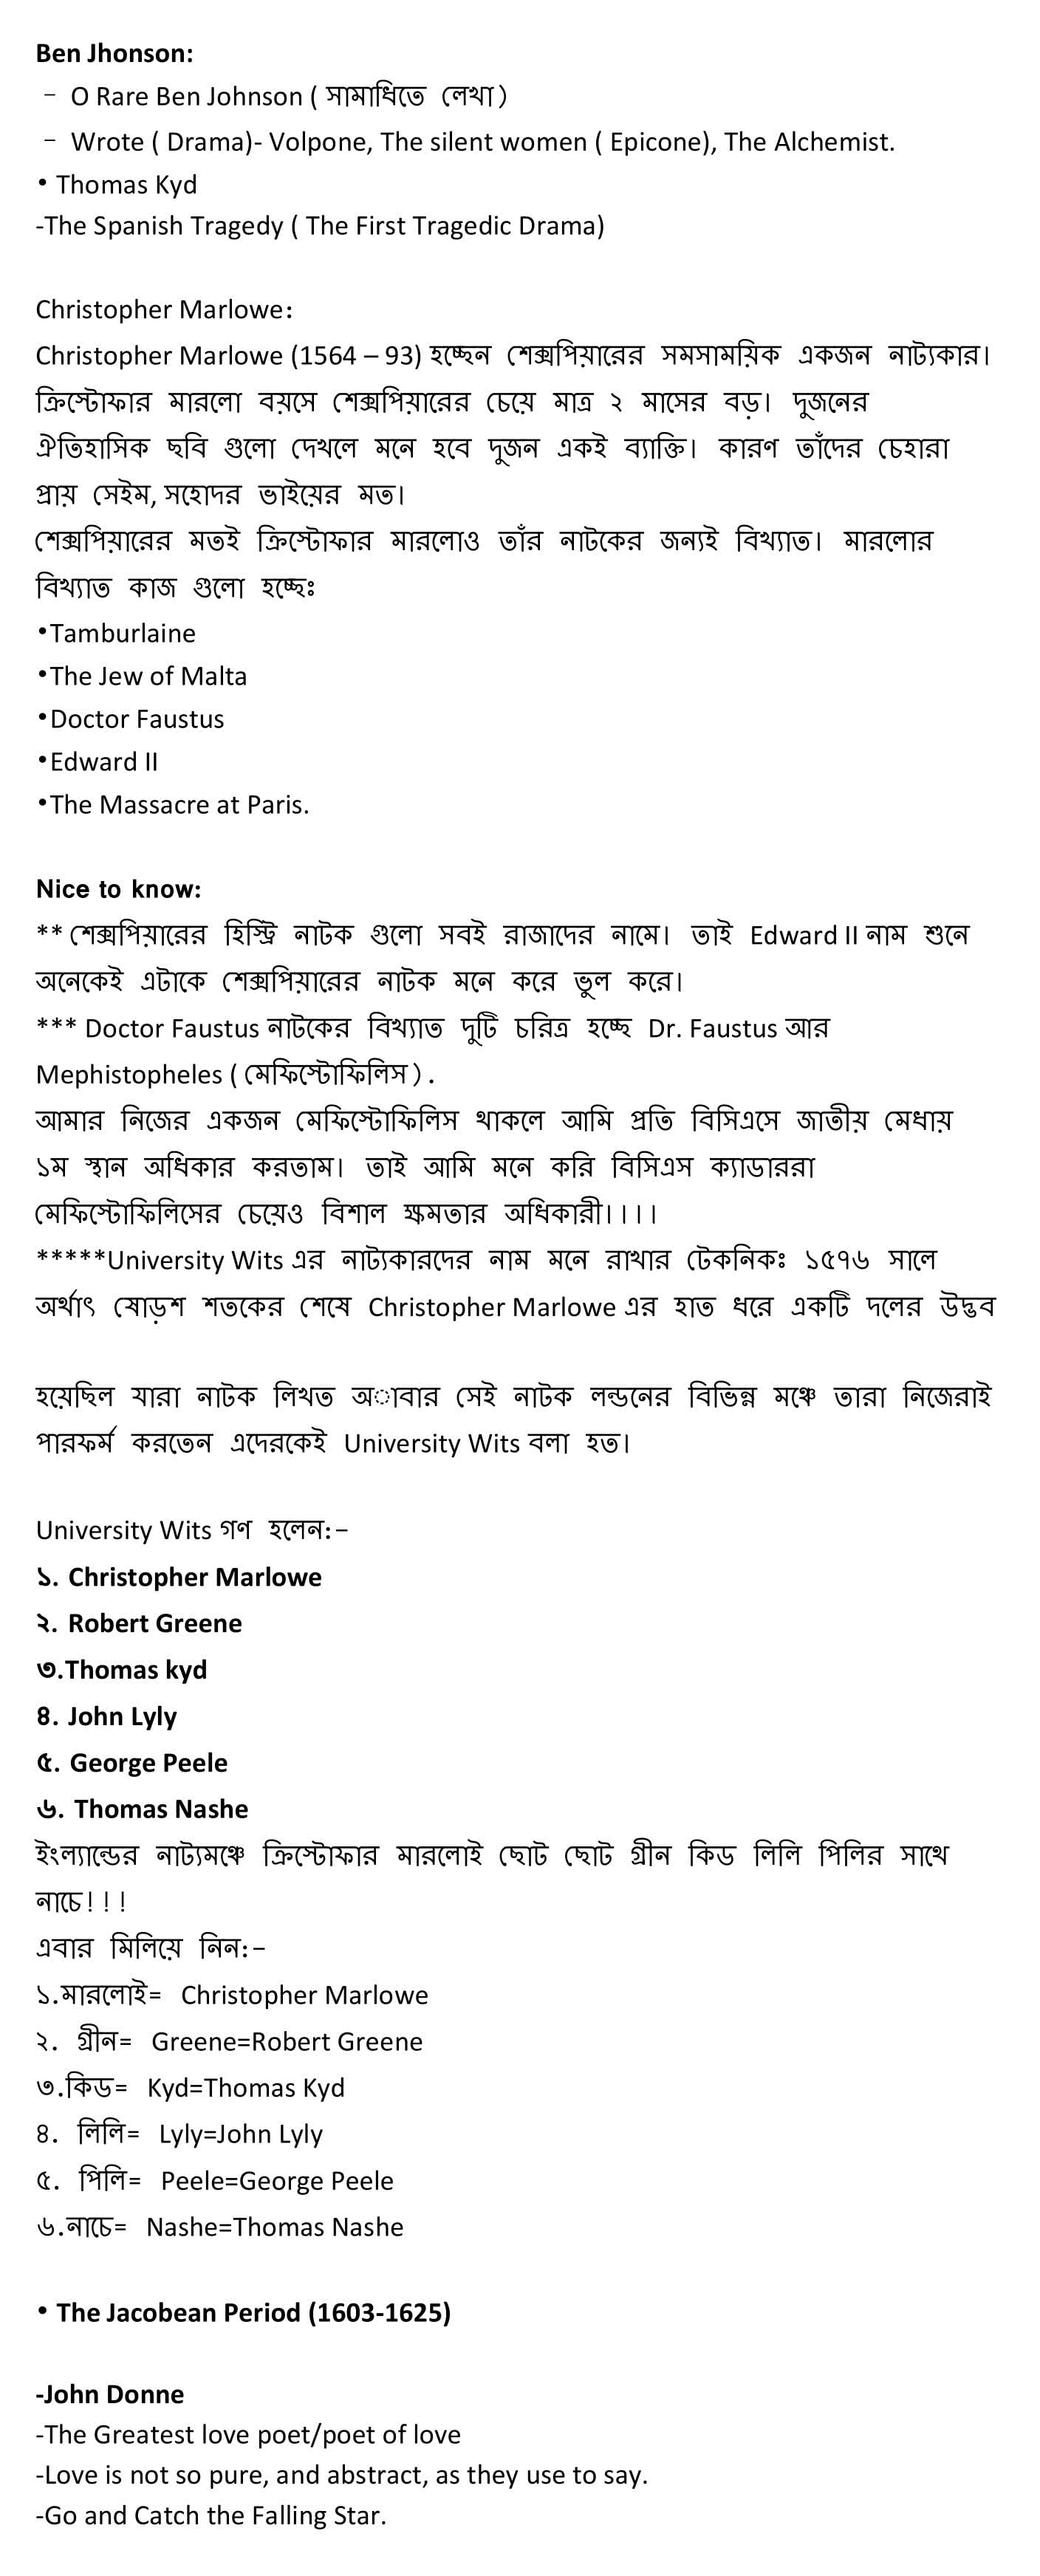 Ben Jhonson:
- O Rare Ben Johnson ( সামাধিতে লেখা)
- Wrote ( Drama)- Volpone, The silent women ( Epicone), The Alchemist.
• Thomas Kyd
-The Spanish Tragedy ( The First Tragedic Drama)
Christopher Marlowe:
Christopher Marlowe (1564 – 93) হচ্ছেন শেক্সপিয়ারের সমসাময়িক একজন নাট্যকার।
ক্রিস্টোফার মারলো বয়সে শেক্সপিয়ারের চেয়ে মাত্র ২ মাসের বড়। দুজনের
ঐতিহাসিক ছবি গুলো দেখলে মনে হবে দুজন একই ব্যাক্তি। কারণ তাঁদের চেহারা
প্রায় সেইম, সহোদর ভাইয়ের মত।
শেক্সপিয়ারের মতই ক্রিস্টোফার মারলোও তাঁর নাটকের জন্যই বিখ্যাত। মারলোর
বিখ্যাত কাজ গুলো হচ্ছেঃ
•Tamburlaine
•The Jew of Malta
•Doctor Faustus
•Edward II
•The Massacre at Paris.
Nice to know:
** শেক্সপিয়ারের হিস্ট্রি নাটক গুলো সবই রাজাদের নামে। তাই Edward II নাম শুনে
অনেকেই এটাকে শেক্সপিয়ারের নাটক মনে করে ভুল করে।
*** Doctor Faustus নাটকের বিখ্যাত দুটি চরিত্র হচ্ছে Dr. Faustus আর
Mephistopheles ( মেফিস্টোফিলিস).
আমার নিজের একজন মেফিস্টোফিলিস থাকলে আমি প্রতি বিসিএসে জাতীয় মেধায়
১ম স্থান অধিকার করতাম। তাই আমি মনে করি বিসিএস ক্যাডাররা
মেফিস্টোফিলিসের চেয়েও বিশাল ক্ষমতার অধিকারী।।।।
*****University Wits এর নাট্যকারদের নাম মনে রাখার টেকনিকঃ ১৫৭৬ সালে
অর্থাৎ ষোড়শ শতকের শেষে Christopher Marlowe এর হাত ধরে একটি দলের উদ্ভব
হয়েছিল যারা নাটক লিখত অাবার সেই নাটক লন্ডনের বিভিন্ন মঞ্চে তারা নিজেরাই
পারফর্ম করতেন এদেরকেই University Wits বলা হত।
University Wits গণ হলেন:-
১. Christopher Marlowe
২. Robert Greene
৩.Thomas kyd
৪. John Lyly
৫. George Peele
৬. Thomas Nashe
ইংল্যান্ডের নাট্যমঞ্চে ক্রিস্টোফার মারলোই ছোট ছোট গ্রীন কিড লিলি পিলির সাথে
নাচে!!!
এবার মিলিয়ে নিন:-
১.মারলোই= Christopher Marlowe
২. গ্রীন= Greene=Robert Greene
৩.কিড= Kyd=Thomas Kyd
৪. লিলি= Lyly=John Lyly
৫. পিলি= Peele=George Peele
৬.নাচে= Nashe=Thomas Nashe
• The Jacobean Period (1603-1625)
-John Donne
-The Greatest love poet/poet of love
-Love is not so pure, and abstract, as they use to say.
-Go and Catch the Falling Star.